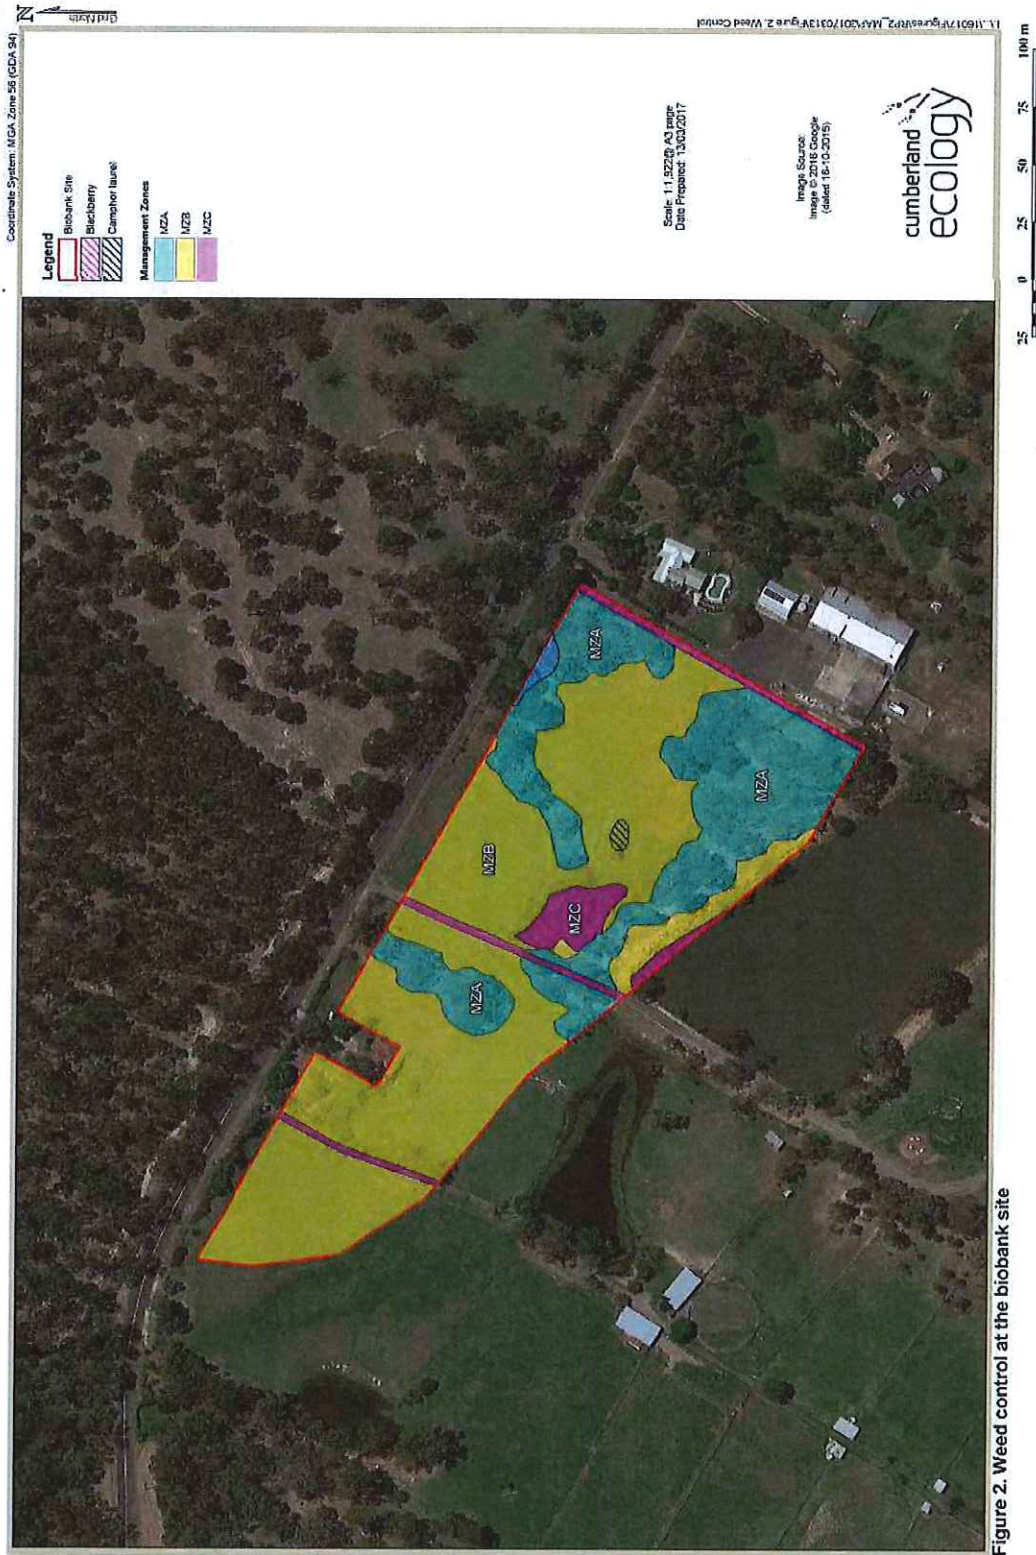 Coordinate System: MGA Zone 56 (GDA 94)
Grid North
N
Legend
Biobank Site
Blackberry
Camphor laurel
Management Zones
MZA
MZB
MZC
MZA
MZB
MZA
MZC
MZA
Scale: 1:1,922@ A3 page
Date Prepared: 13/03/2017
Image Source:
Image © 2016 Google
(dated 16-10-2015)
cumberland
ecology
25 0 25 50 75 100 m
Figure 2. Weed control at the biobank site